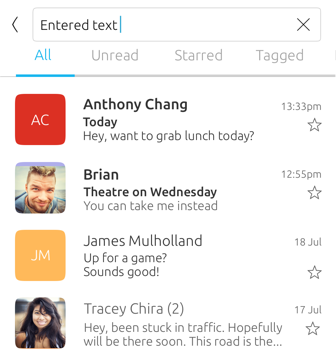 Entered text
All Unread Starred Tagged
AC Anthony Chang 13:33pm
Today
Hey, want to grab lunch today?
Brian 12:55pm
Theatre on Wednesday
You can take me instead
JM James Mulholland 18 Jul
Up for a game?
Sounds good!
Tracey Chira (2) 17 Jul
Hey, been stuck in traffic. Hopefully
will be there soon. This road is the...